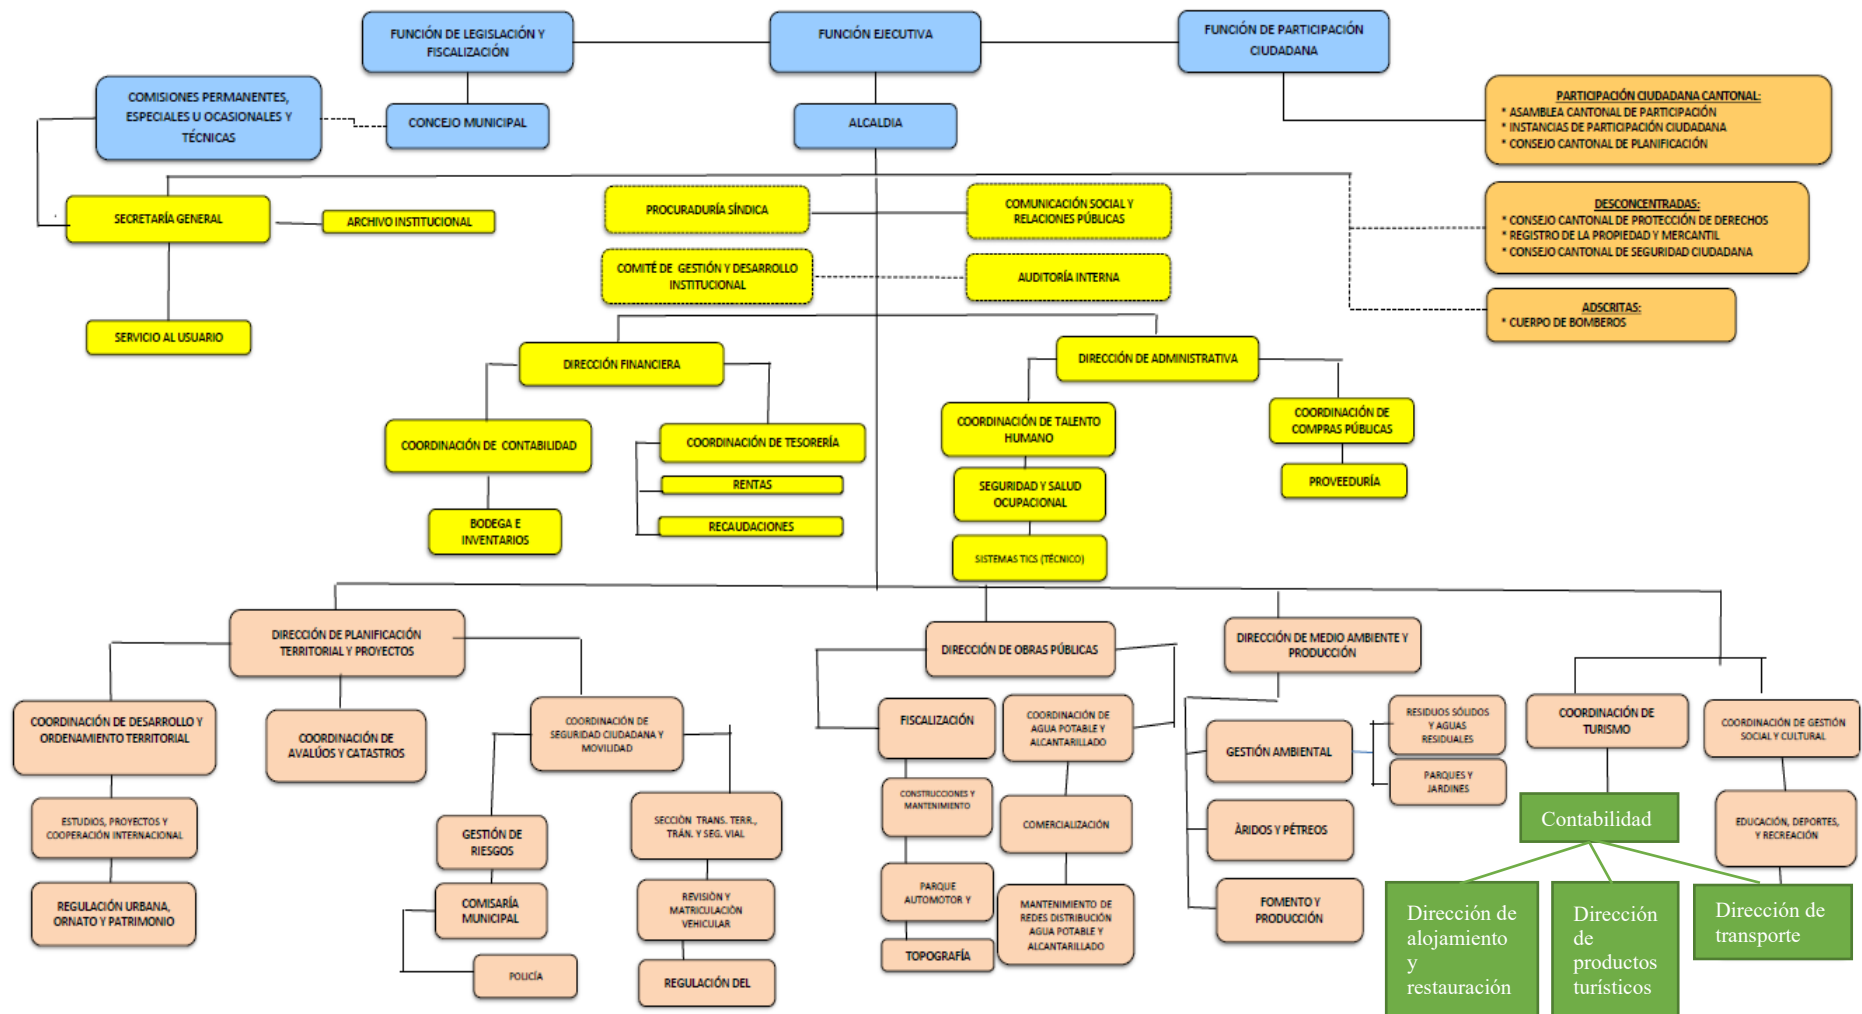 FUNCIÓN DE LEGISLACIÓN Y
FISCALIZACIÓN
FUNCIÓN EJECUTIVA
FUNCIÓN DE PARTICIPACIÓN
CIUDADANA
COMISIONES PERMANENTES,
ESPECIALES U OCASIONALES Y
TÉCNICAS
CONCEJO MUNICIPAL
ALCALDIA
PARTICIPACIÓN CIUDADANA CANTONAL:
* ASAMBLEA CANTONAL DE PARTICIPACIÓN
* INSTANCIAS DE PARTICIPACIÓN CIUDADANA
* CONSEJO CANTONAL DE PLANIFICACIÓN
SECRETARÍA GENERAL
ARCHIVO INSTITUCIONAL
PROCURADURÍA SÍNDICA
COMUNICACIÓN SOCIAL Y
RELACIONES PÚBLICAS
DESCONCENTRADAS:
* CONSEJO CANTONAL DE PROTECCIÓN DE DERECHOS
* REGISTRO DE LA PROPIEDAD Y MERCANTIL
* CONSEJO CANTONAL DE SEGURIDAD CIUDADANA
COMITÉ DE GESTIÓN Y DESARROLLO
INSTITUCIONAL
AUDITORÍA INTERNA
ADSCRITAS:
* CUERPO DE BOMBEROS
SERVICIO AL USUARIO
DIRECCIÓN FINANCIERA
DIRECCIÓN DE ADMINISTRATIVA
COORDINACIÓN DE CONTABILIDAD
COORDINACIÓN DE TESORERÍA
RENTAS
RECAUDACIONES
BODEGA E
INVENTARIOS
COORDINACIÓN DE TALENTO
HUMANO
SEGURIDAD Y SALUD
OCUPACIONAL
SISTEMAS TICS (TÉCNICO)
COORDINACIÓN DE
COMPRAS PÚBLICAS
PROVEEDURÍA
DIRECCIÓN DE PLANIFICACIÓN
TERRITORIAL Y PROYECTOS
DIRECCIÓN DE OBRAS PÚBLICAS
DIRECCIÓN DE MEDIO AMBIENTE Y
PRODUCCIÓN
COORDINACIÓN DE DESARROLLO Y
ORDENAMIENTO TERRITORIAL
ESTUDIOS, PROYECTOS Y
COOPERACIÓN INTERNACIONAL
REGULACIÓN URBANA,
ORNATO Y PATRIMONIO
COORDINACIÓN DE
AVALÚOS Y CATASTROS
COORDINACIÓN DE
SEGURIDAD CIUDADANA Y
MOVILIDAD
GESTIÓN DE
RIESGOS
COMISARÍA
MUNICIPAL
POLICÍA
SECCIÒN TRANS. TERR.,
TRÁN. Y SEG. VIAL
REVISIÒN Y
MATRICULACIÒN
VEHICULAR
REGULACIÓN DEL
FISCALIZACIÓN
CONSTRUCCIONES Y
MANTENIMIENTO
PARQUE
AUTOMOTOR Y
TOPOGRAFÍA
COORDINACIÓN DE
AGUA POTABLE Y
ALCANTARILLADO
COMERCIALIZACIÓN
MANTENIMIENTO DE
REDES DISTRIBUCIÓN
AGUA POTABLE Y
ALCANTARILLADO
GESTIÓN AMBIENTAL
ÀRIDOS Y PÉTREOS
FOMENTO Y
PRODUCCIÓN
RESIDUOS SÓLIDOS
Y AGUAS
RESIDUALES
PARQUES Y
JARDINES
COORDINACIÓN DE
TURISMO
COORDINACIÓN DE GESTIÓN
SOCIAL Y CULTURAL
Contabilidad
EDUCACIÓN, DEPORTES,
Y RECREACIÓN
Dirección de
alojamiento
y
restauración
Dirección
de
productos
turísticos
Dirección de
transporte